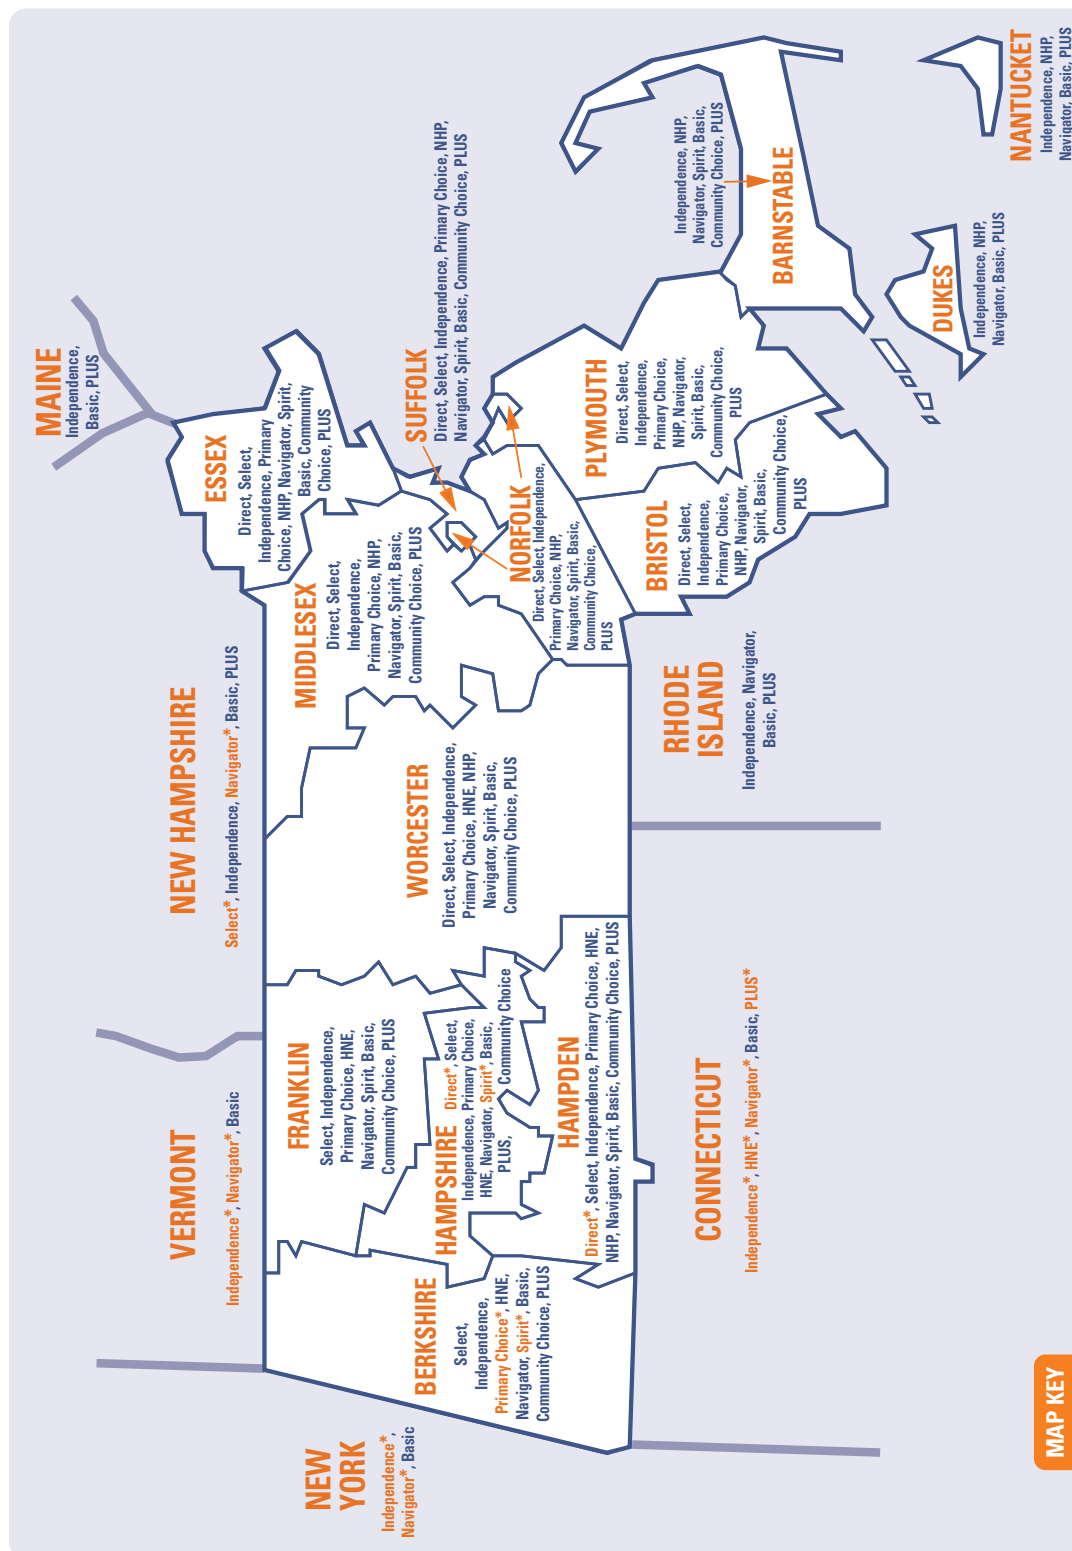 MAINE
Independence,
Basic, PLUS
NEW HAMPSHIRE
Select*, Independence, Navigator*, Basic, PLUS
VERMONT
Independence*, Navigator*, Basic
NEW
YORK
Independence*,
Navigator*, Basic
ESSEX
Direct, Select,
Independence, Primary
Choice, NHP, Navigator, Spirit,
Basic, Community
Choice, PLUS
MIDDLESEX
Direct, Select,
Independence,
Primary Choice, NHP,
Navigator, Spirit, Basic,
Community Choice, PLUS
SUFFOLK
Direct, Select, Independence, Primary Choice, NHP,
Navigator, Spirit, Basic, Community Choice, PLUS
FRANKLIN
Select, Independence,
Primary Choice, HNE,
Navigator, Spirit, Basic,
Community Choice, PLUS
WORCESTER
Direct, Select, Independence,
Primary Choice, HNE, NHP,
Navigator, Spirit, Basic,
Community Choice, PLUS
BERKSHIRE
Select,
Independence,
Primary Choice*, HNE,
Navigator, Spirit*, Basic,
Community Choice, PLUS
HAMPSHIRE Direct*, Select,
Independence, Primary Choice,
HNE, Navigator, Spirit*, Basic,
PLUS, Community Choice
HAMPDEN
Direct*, Select, Independence, Primary Choice, HNE,
NHP, Navigator, Spirit, Basic, Community Choice, PLUS
NORFOLK
Direct, Select, Independence,
Primary Choice, NHP,
Navigator, Spirit, Basic,
Community Choice,
PLUS
PLYMOUTH
Direct, Select,
Independence,
Primary Choice,
NHP, Navigator,
Spirit, Basic,
Community Choice,
PLUS
BRISTOL
Direct, Select,
Independence,
Primary Choice,
NHP, Navigator,
Spirit, Basic,
Community Choice,
PLUS
Independence, NHP,
Navigator, Spirit, Basic,
Community Choice, PLUS
BARNSTABLE
DUKES
Independence, NHP,
Navigator, Basic, PLUS
NANTUCKET
Independence, NHP,
Navigator, Basic, PLUS
RHODE
ISLAND
Independence, Navigator,
Basic, PLUS
CONNECTICUT
Independence*, HNE*, Navigator*, Basic, PLUS*
MAP KEY